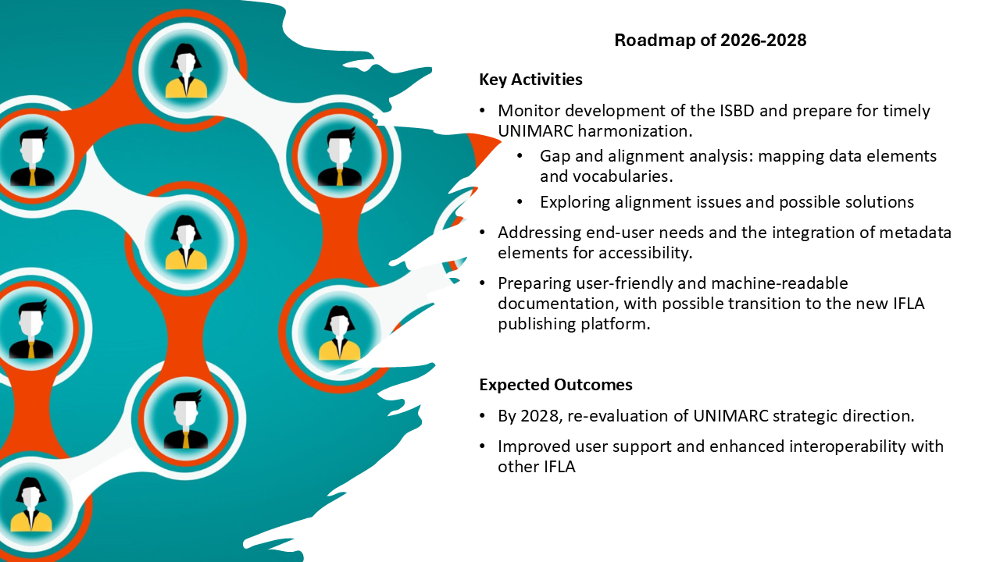 Roadmap of 2026-2028
Key Activities
• Monitor development of the ISBD and prepare for timely
UNIMARC harmonization.
• Gap and alignment analysis: mapping data elements
and vocabularies.
• Exploring alignment issues and possible solutions
• Addressing end-user needs and the integration of metadata
elements for accessibility.
• Preparing user-friendly and machine-readable
documentation, with possible transition to the new IFLA
publishing platform.
Expected Outcomes
• By 2028, re-evaluation of UNIMARC strategic direction.
• Improved user support and enhanced interoperability with
other IFLA